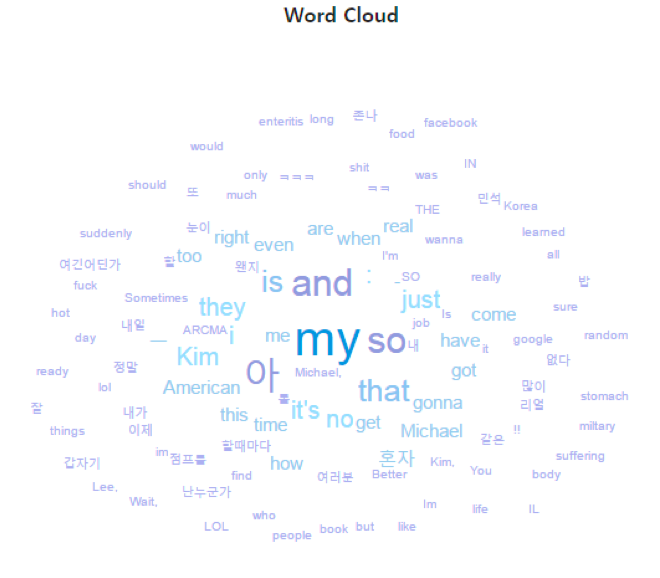 Word Cloud
enteritis long 존나 facebook
food
would
only ㅋㅋㅋ shit ㅋㅋ was IN
should 또 much 민석 Korea
THE
suddenly 눈이 right even are when real wanna learned
여긴어딘가 할 too 왠지 I'm all
fuck is and : _SO really 밥
hot Sometimes they just Is come sure
day 내일 ㅡ ARCMA i me my so 내 job have it google random
ready 정말 Kim Michael, got 없다
lol American 아 that 많이 stomach
잘 내가 를 it's no get gonna 리얼
things 이제 this time Michael 같은 !! miltary
할때마다
갑자기 im 점프를 how 혼자 Kim, You suffering
find 여러분 Better body
Lee, 난누군가
Wait, Im life IL
LOL who people book but like